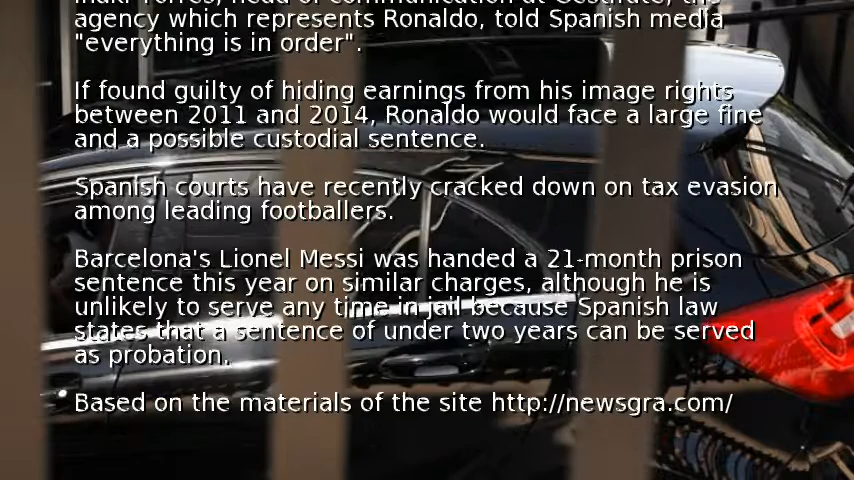 agency which represents Ronaldo, told Spanish media
"everything is in order".
If found guilty of hiding earnings from his image rights
between 2011 and 2014, Ronaldo would face a large fine
and a possible custodial sentence.
Spanish courts have recently cracked down on tax evasion
among leading footballers.
Barcelona's Lionel Messi was handed a 21-month prison
sentence this year on similar charges, although he is
unlikely to serve any time in jail because Spanish law
states that a sentence of under two years can be served
as probation.
Based on the materials of the site http://newsgra.com/